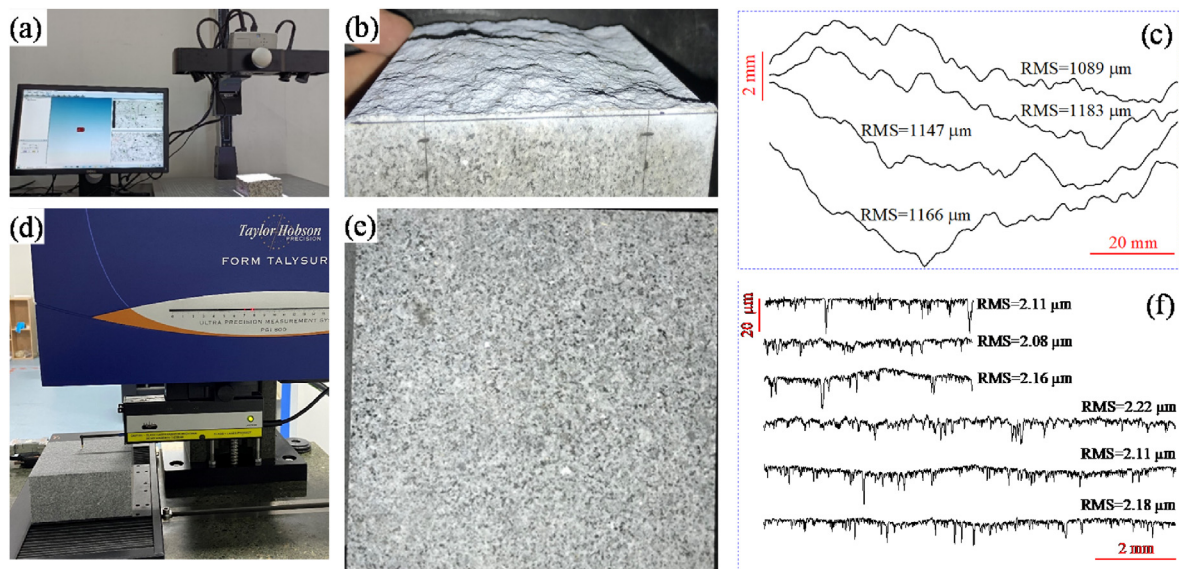 (a)
(b)
(c)
RMS=1089 μm
2 mm
RMS=1183 μm
RMS=1147 μm
RMS=1166 μm
20 mm
(d)
Taylor Hobson
PRECISION
FORM TALYSUR
ULTRA PRECISION MEASUREMENT SY
(e)
(f)
20 μm
RMS=2.11 μm
RMS=2.08 μm
RMS=2.16 μm
RMS=2.22 μm
RMS=2.11 μm
RMS=2.18 μm
2 mm